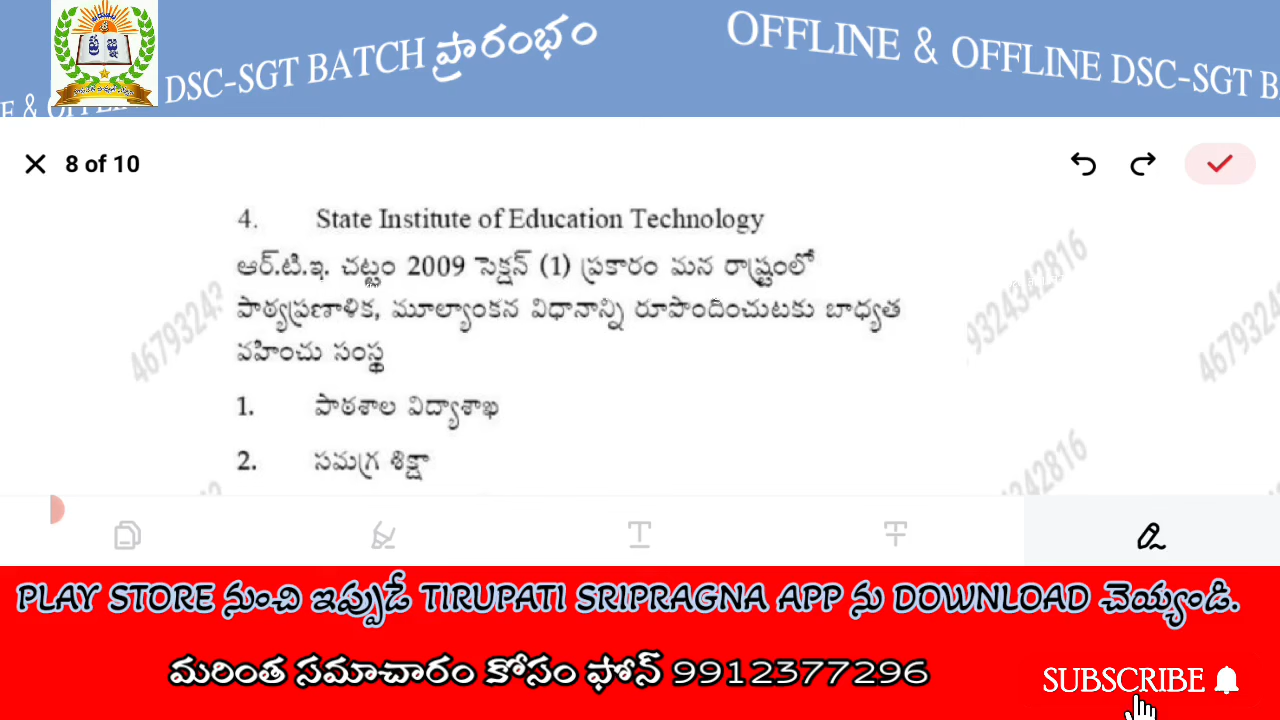 DSC-SGT BATCH ప్రారంభం
OFFLINE & OFFLINE DSC-SGT B
8 of 10
4. State Institute of Education Technology
ఆర్.టి.ఇ. చట్టం 2009 సెక్షన్ (1) ప్రకారం మన రాష్ట్రంలో
పాఠ్యప్రణాళిక, మూల్యాంకన విధానాన్ని రూపొందించుటకు బాధ్యత
వహించు సంస్థ
1. పాఠశాల విద్యాశాఖ
2. సమగ్ర శిక్షా
PLAY STORE నుంచి ఇప్పుడే TIRUPATI SRIPRAGNA APP ను DOWNLOAD చెయ్యండి.
మరింత సమాచారం కోసం ఫోన్ 9912377296
SUBSCRIBE